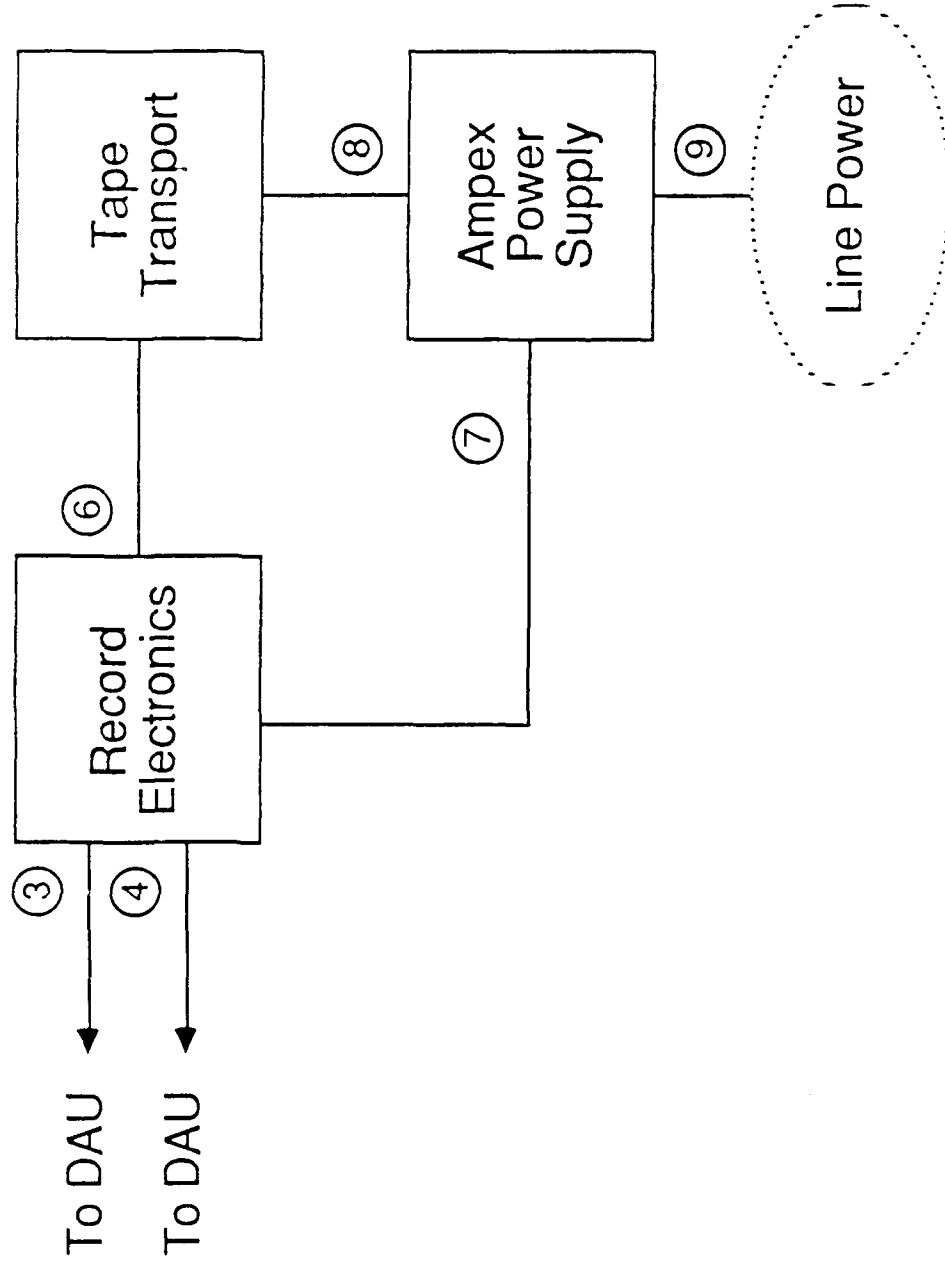 3
To DAU
6
Record
Electronics
Tape
Transport
4
To DAU
8
7
Ampex
Power
Supply
9
Line Power